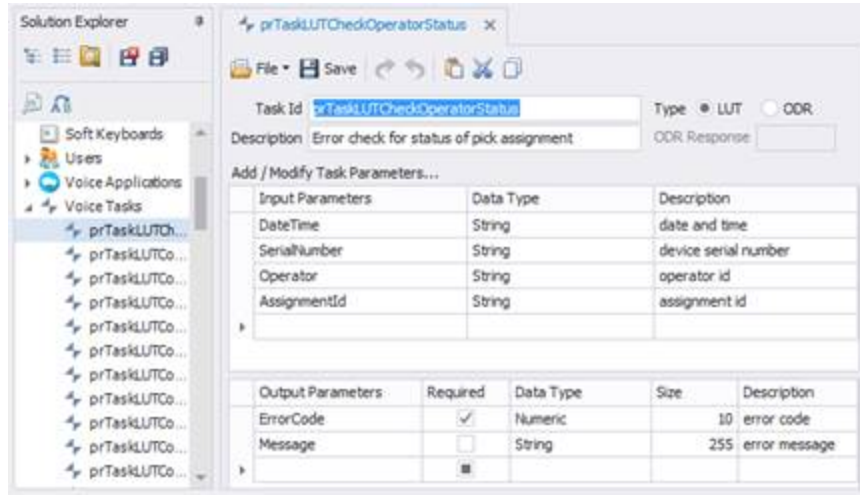 Solution Explorer
prTaskLUTCheckOperatorStatus
File Save
Task Id prTaskLUTCheckOperatorStatus Type LUT ODR
Description Error check for status of pick assignment ODR Response
Soft Keyboards
Users
Voice Applications
Voice Tasks
prTaskLUTCh...
prTaskLUTCo...
prTaskLUTCo...
prTaskLUTCo...
prTaskLUTCo...
prTaskLUTCo...
prTaskLUTCo...
prTaskLUTCo...
prTaskLUTCo...
prTaskLUTCo...
prTaskLUTCo...
Add / Modify Task Parameters...
Input Parameters Data Type Description
DateTime String date and time
SerialNumber String device serial number
Operator String operator id
AssignmentId String assignment id
Output Parameters Required Data Type Size Description
ErrorCode Numeric 10 error code
Message String 255 error message